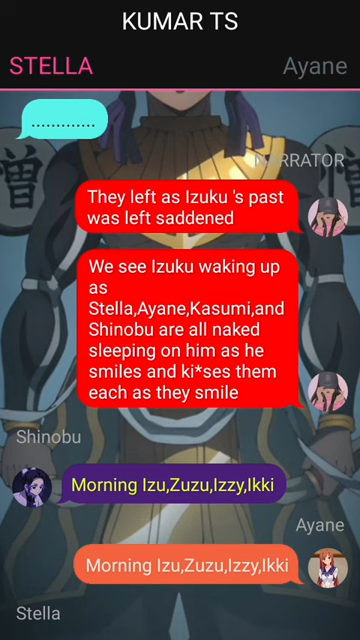 KUMAR TS
STELLA
Ayane
.............
NARRATOR
They left as Izuku 's past
was left saddened
We see Izuku waking up
as
Stella,Ayane,Kasumi,and
Shinobu are all naked
sleeping on him as he
smiles and ki*ses them
each as they smile
Shinobu
Morning Izu,Zuzu,Izzy,Ikki
Ayane
Morning Izu,Zuzu,Izzy,Ikki
Stella
憎
憎